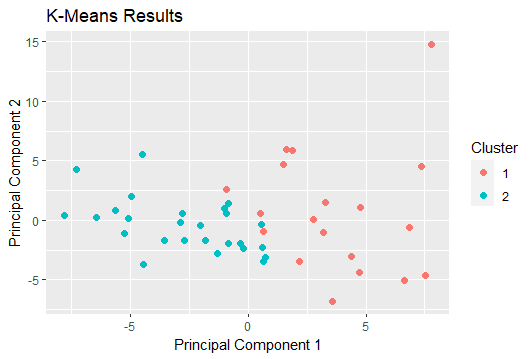 K-Means Results
15
10
5
0
-5
Principal Component 2
-5
0
5
Principal Component 1
Cluster
1
2